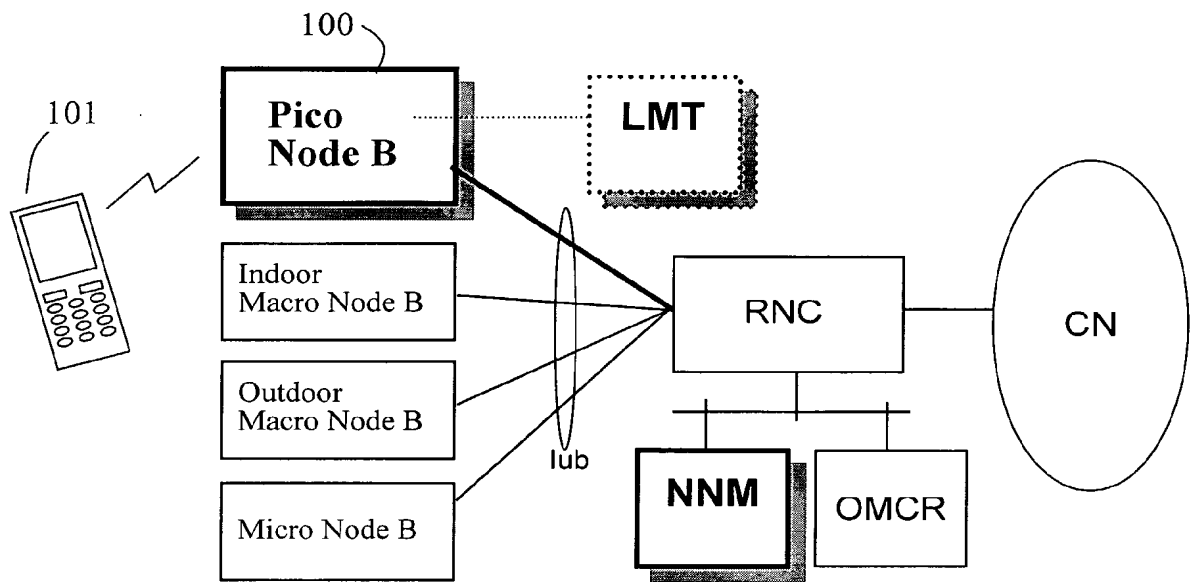 100
101
Pico
Node B
LMT
Indoor
Macro Node B
RNC
CN
Outdoor
Macro Node B
Iub
NNM
OMCR
Micro Node B